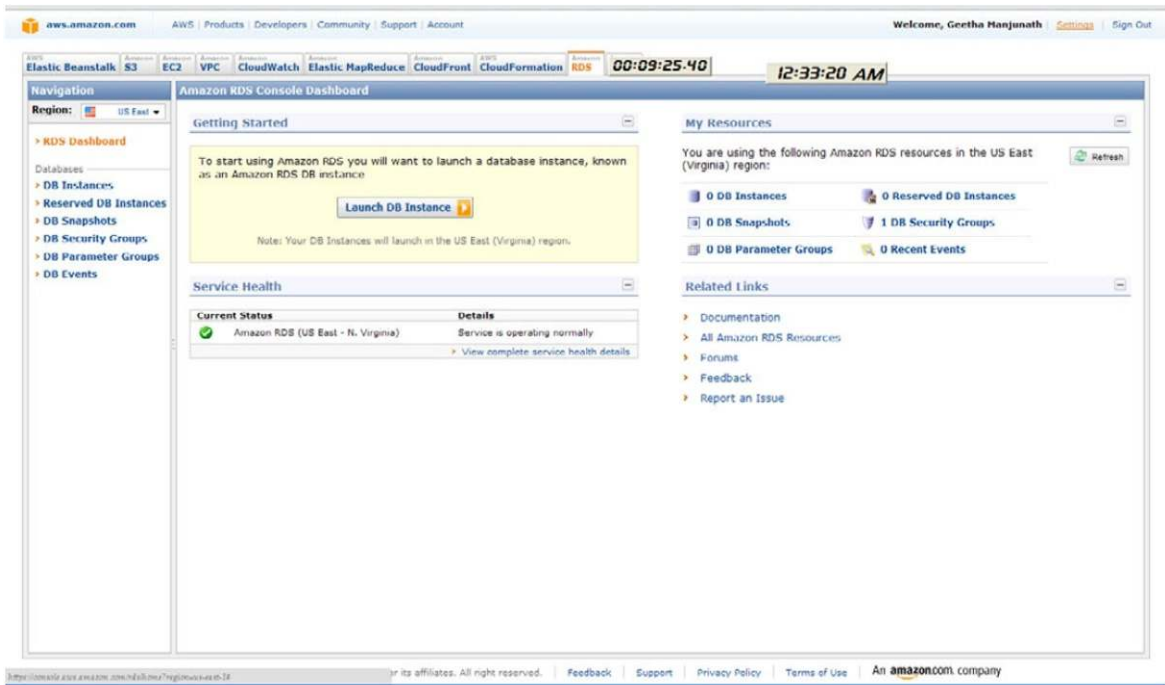 aws.amazon.com AWS | Products | Developers | Community | Support | Account Welcome, Geetha Manjunath | Settings | Sign Out
AWS Elastic Beanstalk Amazon S3 Amazon EC2 Amazon VPC Amazon CloudWatch Amazon Elastic MapReduce Amazon CloudFront AWS CloudFormation Amazon RDS 00:09:25.40 12:33:20 AM
Navigation
Region: US East
RDS Dashboard
Databases
DB Instances
Reserved DB Instances
DB Snapshots
DB Security Groups
DB Parameter Groups
DB Events
Amazon RDS Console Dashboard
Getting Started
To start using Amazon RDS you will want to launch a database instance, known
as an Amazon RDS DB instance
Launch DB Instance
Note: Your DB Instances will launch in the US East (Virginia) region.
Service Health
Current Status Details
Amazon RDS (US East - N. Virginia) Service is operating normally
View complete service health details
My Resources
You are using the following Amazon RDS resources in the US East
(Virginia) region:
Refresh
0 DB Instances 0 Reserved DB Instances
0 DB Snapshots 1 DB Security Groups
0 DB Parameter Groups 0 Recent Events
Related Links
Documentation
All Amazon RDS Resources
Forums
Feedback
Report an Issue
its affiliates. All right reserved. | Feedback | Support | Privacy Policy | Terms of Use | An amazon.com. company